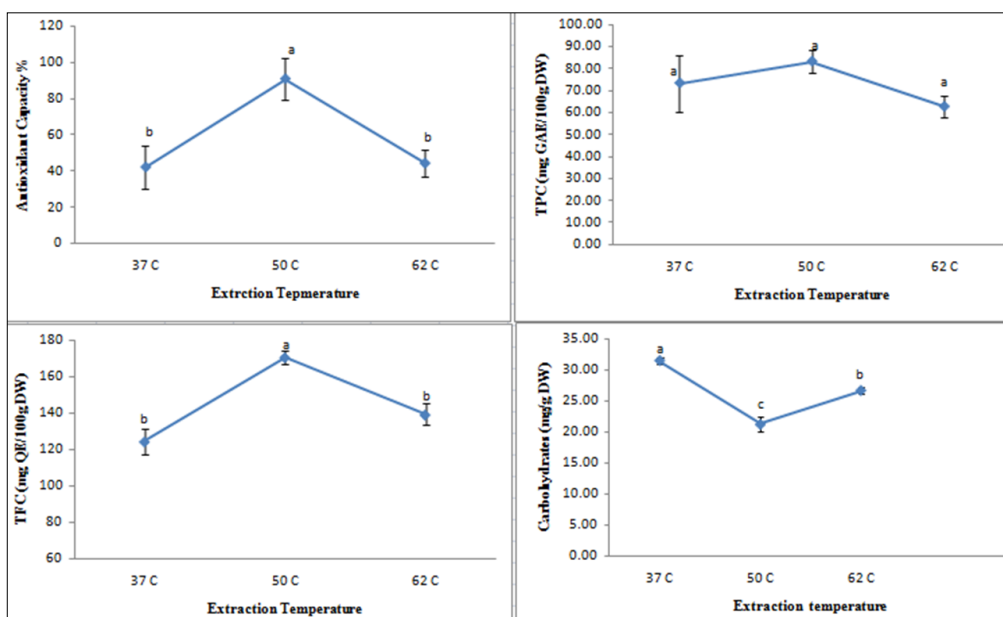 Antioxidant Capacity %
120
100
80
60
40
20
0
b
a
b
37 C
50 C
62 C
Extrction Tepmerature
TPC (mg GAE/100gDW)
100.00
90.00
80.00
70.00
60.00
50.00
40.00
30.00
20.00
10.00
0.00
a
a
a
37 C
50 C
62 C
Extraction Temperature
TFC (mg QE/100gDW)
180
160
140
120
100
80
60
b
a
b
37 C
50 C
62 C
Extraction Temperature
Carbohydrates (mg/g DW)
35.00
30.00
25.00
20.00
15.00
10.00
5.00
0.00
a
c
b
37 C
50 C
62 C
Extraction temperature